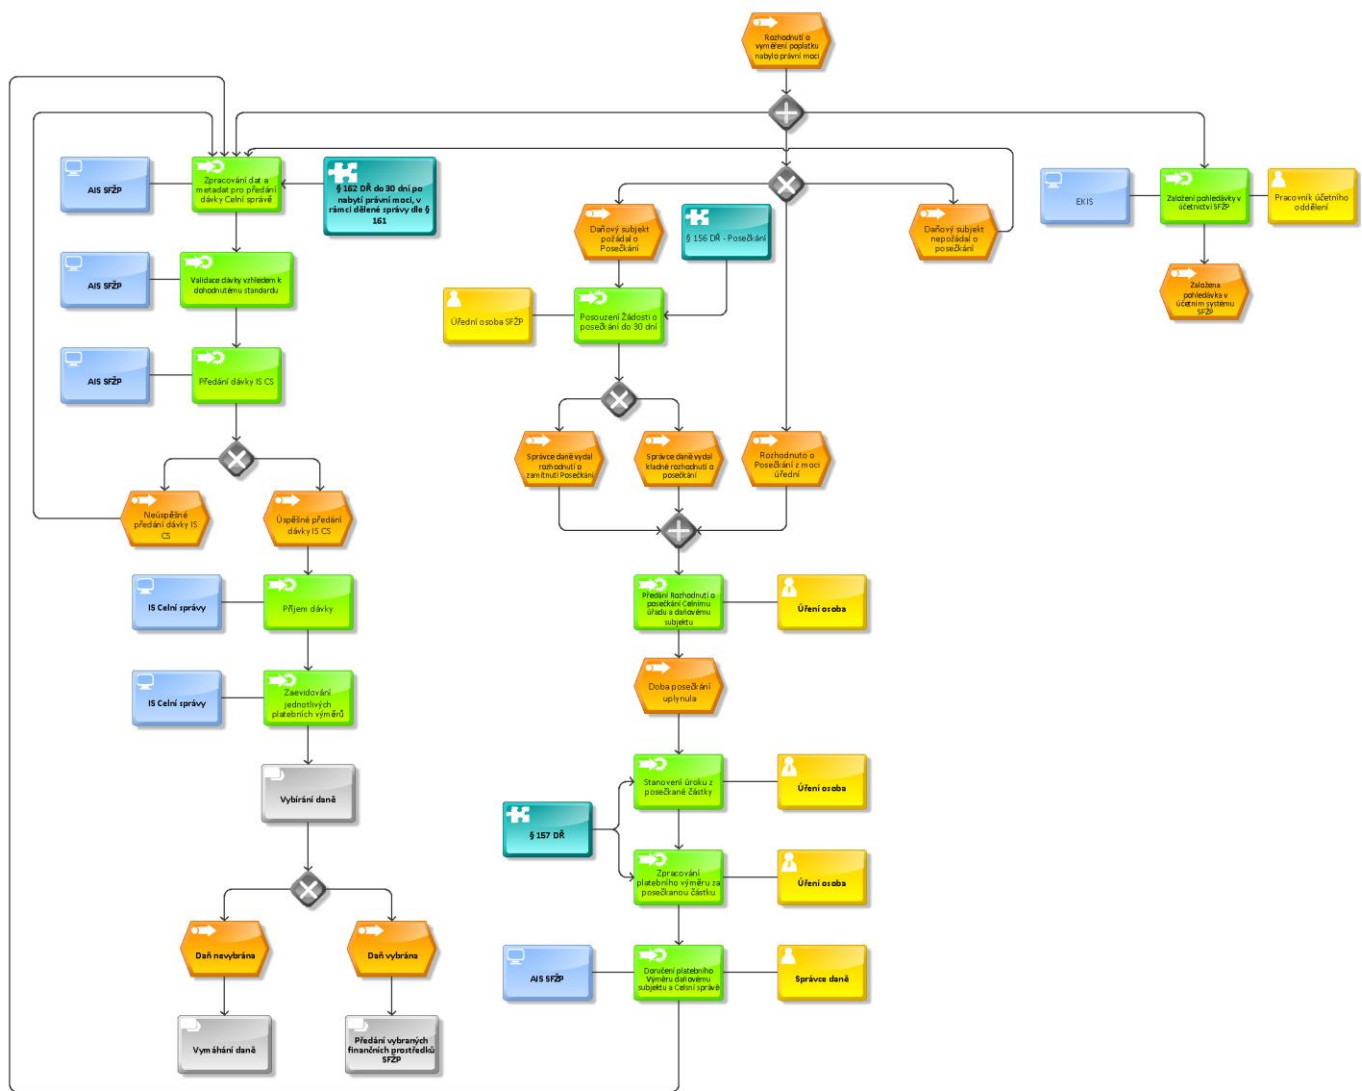 Rozhodnutí o
vyměření poplatku
nabylo právní moci
AIS SFŽP
Zpracování dat a
metadat pro předání
dávky Celní správě
§ 162 DŘ do 30 dní po
nabytí právní moci, v
rámci dělené správy dle §
161
Daňový subjekt
požádal o
Posečkání
§ 156 DŘ - Posečkání
Daňový subjekt
nepožádal o
posečkání
EKIS
Založení pohledávky v
účetnictví SFŽP
Pracovník účetního
oddělení
AIS SFŽP
Validace dávky vzhledem k
dohodnutému standardu
Úřední osoba SFŽP
Posouzení Žádosti o
posečkání do 30 dní
Založena
pohledávka v
účetním systému
SFŽP
AIS SFŽP
Předání dávky IS CS
Správce daně vydal
rozhodnutí o
zamítnutí Posečkání
Správce daně vydal
kladné rozhodnutí o
posečkání
Rozhodnuto o
Posečkání z moci
úřední
Neúspěšné
předání dávky IS
CS
Úspěšné předání
dávky IS CS
IS Celní správy
Příjem dávky
Předání Rozhodnutí o
posečkání Celnímu
úřadu a daňovému
subjektu
Úření osoba
IS Celní správy
Zaevidování
jednotlivých
platebních výměrů
Doba posečkání
uplynula
Vybírání daně
Stanovení úroku z
posečkané Částky
Úření osoba
§ 157 DŘ
Zpracování
platebního výměru za
posečkanou částku
Úření osoba
Daň nevybrána
Daň vybrána
AIS SFŽP
Doručení platebního
Výměru daňovému
subjektu a Celsní správě
Správce daně
Vymáhání daně
Předání vybraných
finančních prostředků
SFŽP